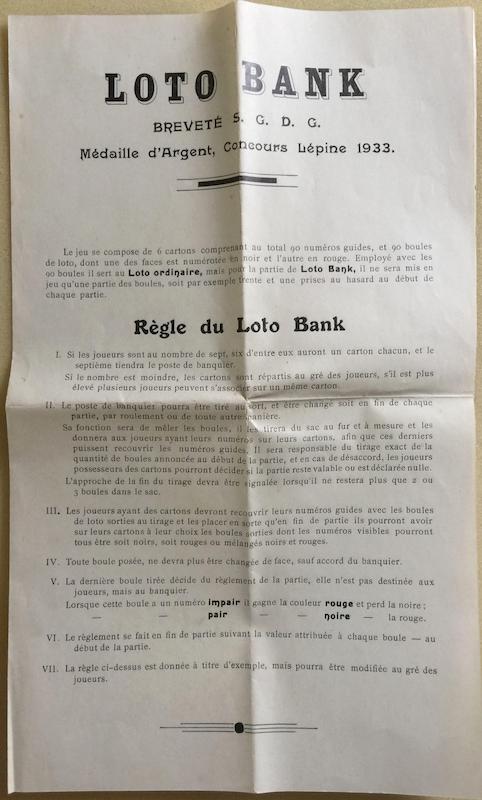 LOTO BANK
BREVETÉ S. G. D. G.
Médaille d'Argent, Concours Lépine 1933.
Le jeu se compose de 6 cartons comprenant au total 90 numéros guides, et 90 boules
de loto, dont une des faces est numérotée en noir et l'autre en rouge. Employé avec les
90 boules il sert au Loto ordinaire, mais pour la partie de Loto Bank, il ne sera mis en
jeu qu'une partie des boules, soit par exemple trente et une prises au hasard au début de
chaque partie.
Règle du Loto Bank
I. Si les joueurs sont au nombre de sept, six d'entre eux auront un carton chacun, et le
septième tiendra le poste de banquier.
Si le nombre est moindre, les cartons sont répartis au gré des joueurs, s'il est plus
élevé plusieurs joueurs peuvent s'associer sur un même carton.
II. Le poste de banquier pourra être tiré au sort, et être changé soit en fin de chaque
partie, par roulement ou de toute autre manière.
Sa fonction sera de mêler les boules, il les tirera du sac au fur et à mesure et les
donnera aux joueurs ayant leurs numéros sur leurs cartons, afin que ces derniers
puissent recouvrir les numéros guides. Il sera responsable du tirage exact de la
quantité de boules annoncée au début de la partie, et en cas de désaccord, les joueurs
possesseurs des cartons pourront décider si la partie reste valable ou est déclarée nulle.
L'approche de la fin du tirage devra être signalée lorsqu'il ne restera plus que 2 ou
3 boules dans le sac.
III. Les joueurs ayant des cartons devront recouvrir leurs numéros guides avec les boules
de loto sorties au tirage et les placer en sorte qu'en fin de partie ils pourront avoir
sur leurs cartons à leur choix les boules sorties dont les numéros visibles pourront
tous être soit noirs, soit rouges ou mélangés noirs et rouges.
IV. Toute boule posée, ne devra plus être changée de face, sauf accord du banquier.
V. La dernière boule tirée décide du règlement de la partie, elle n'est pas destinée aux
joueurs, mais au banquier.
Lorsque cette boule a un numéro impair il gagne la couleur rouge et perd la noire ;
— — pair — — noire — la rouge.
VI. Le règlement se fait en fin de partie suivant la valeur attribuée à chaque boule — au
début de la partie.
VII. La règle ci-dessus est donnée à titre d'exemple, mais pourra être modifiée au gré des
joueurs.